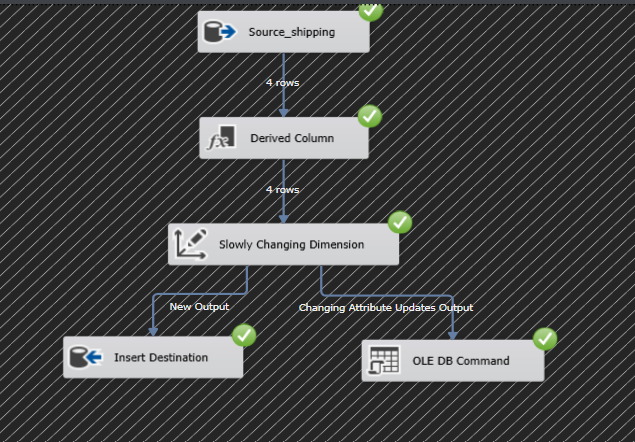 Source_shipping
4 rows
fx
Derived Column
4 rows
Slowly Changing Dimension
New Output
Changing Attribute Updates Output
Insert Destination
OLE DB Command